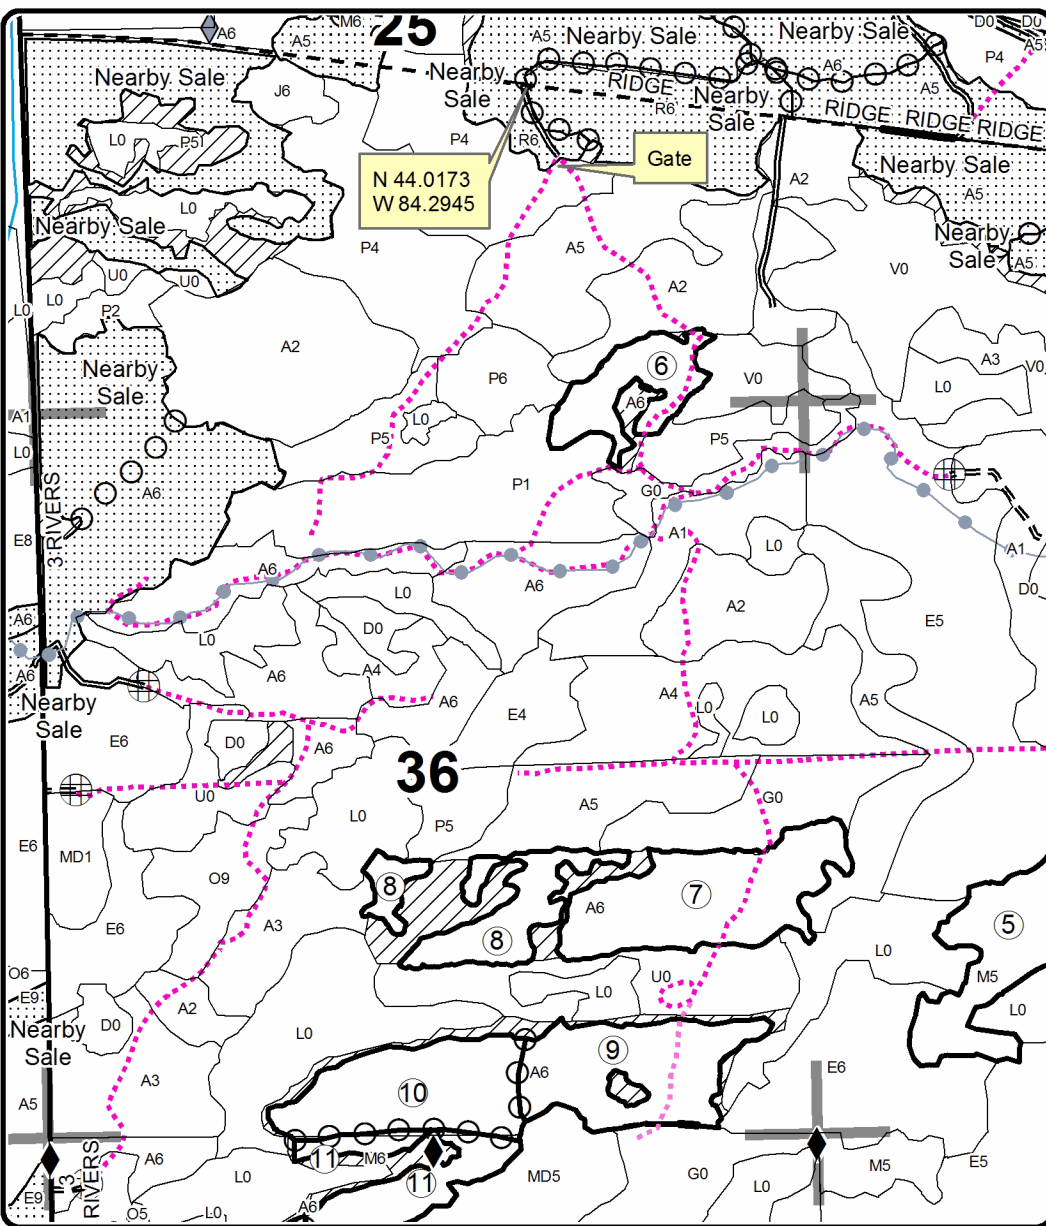 M6
25
A6
A5
A5
Nearby Sale
Nearby Sale
D0
D0
A5
P4
Nearby Sale
J6
Nearby
Sale
RIDGE
A6
A5
Nearby
Sale
R6
RIDGE
RIDGE
RIDGE
L0
P5
P4
R6
Gate
N 44.0173
W 84.2945
A2
Nearby Sale
A5
L0
Nearby Sale
P4
A5
Nearby
Sale
A5
V0
U0
U0
L0
L0
P2
A2
A2
Nearby
Sale
6
P6
V0
A3
V0
L0
A6
A1
L0
P5
P5
L0
3 RIVERS
A6
P1
G0
E8
A1
L0
A1
A6
A6
L0
D0
A2
A6
L0
D0
E5
A6
A6
A4
A4
A5
Nearby
Sale
A6
E4
L0
L0
E6
D0
A6
36
U0
A5
G0
L0
P5
E6
MD1
O9
8
7
A6
E6
A3
8
5
L0
O6
U0
M5
E9
L0
A2
L0
Nearby
Sale
D0
L0
9
A6
E6
A3
10
A5
3 RIVERS
A6
11
M6
L0
11
MD5
G0
M5
E5
L0
E9
O5
L0
A6